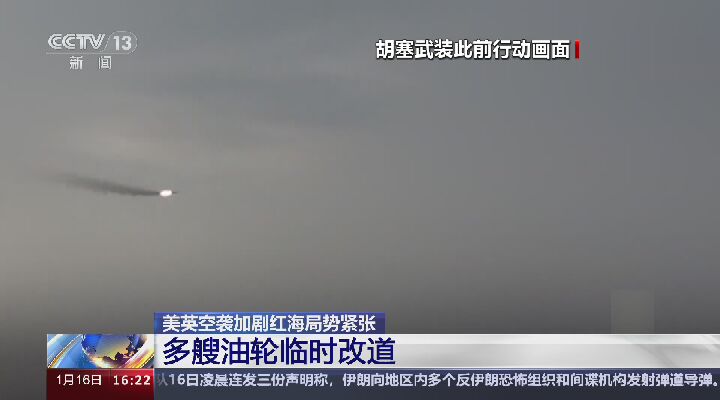 CCTV 13
新闻
胡塞武装此前行动画面
美英空袭加剧红海局势紧张
多艘油轮临时改道
1月16日 16:22 队16日凌晨连发三份声明称，伊朗向地区内多个反伊朗恐怖组织和间谍机构发射弹道导弹。